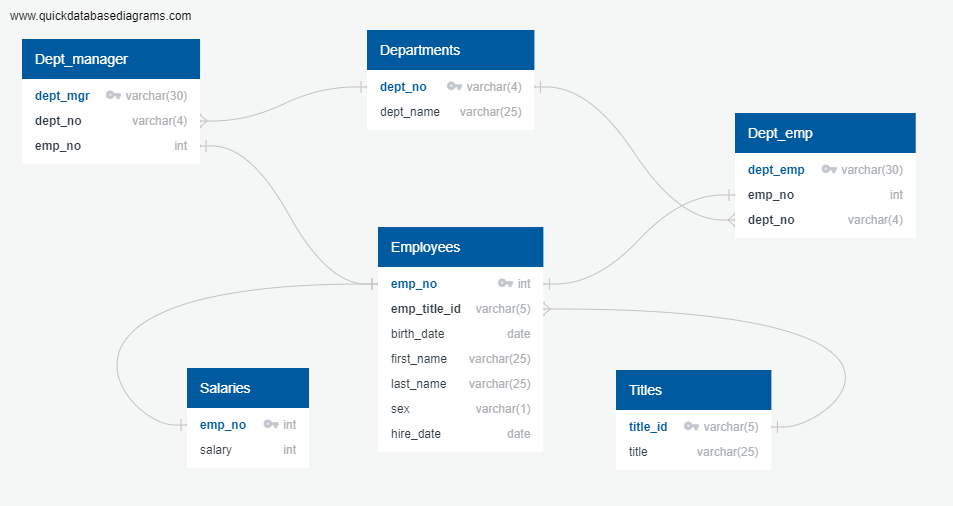 www.quickdatabasediagrams.com
Dept_manager
dept_mgr varchar(30)
dept_no varchar(4)
emp_no int
Departments
dept_no varchar(4)
dept_name varchar(25)
Dept_emp
dept_emp varchar(30)
emp_no int
dept_no varchar(4)
Employees
emp_no int
emp_title_id varchar(5)
birth_date date
first_name varchar(25)
last_name varchar(25)
sex varchar(1)
hire_date date
Salaries
emp_no int
salary int
Titles
title_id varchar(5)
title varchar(25)